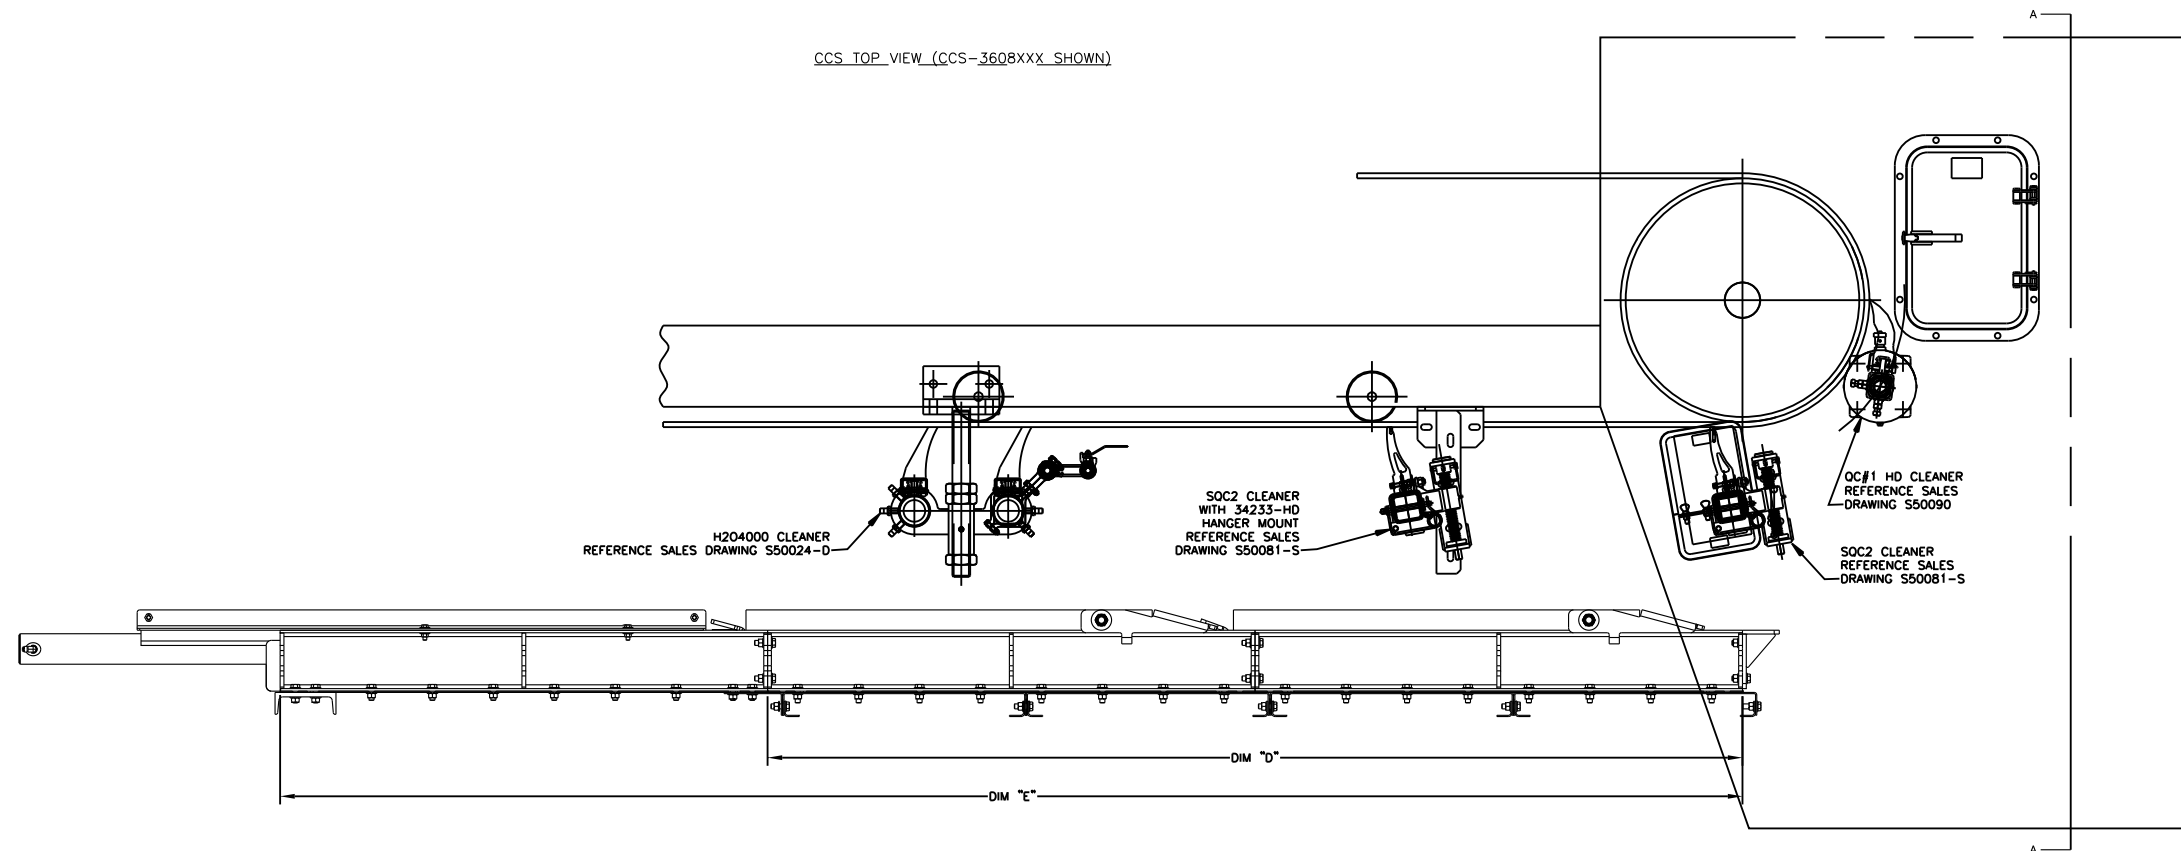 A
CCS TOP VIEW (CCS-3608XXX SHOWN)
QC#1 HD CLEANER
REFERENCE SALES
DRAWING S50090
SQC2 CLEANER
WITH 34233-HD
HANGER MOUNT
REFERENCE SALES
DRAWING S50081-S
H2O4000 CLEANER
REFERENCE SALES DRAWING S50024-D
SQC2 CLEANER
REFERENCE SALES
DRAWING S50081-S
DIM "D"
DIM "E"
A